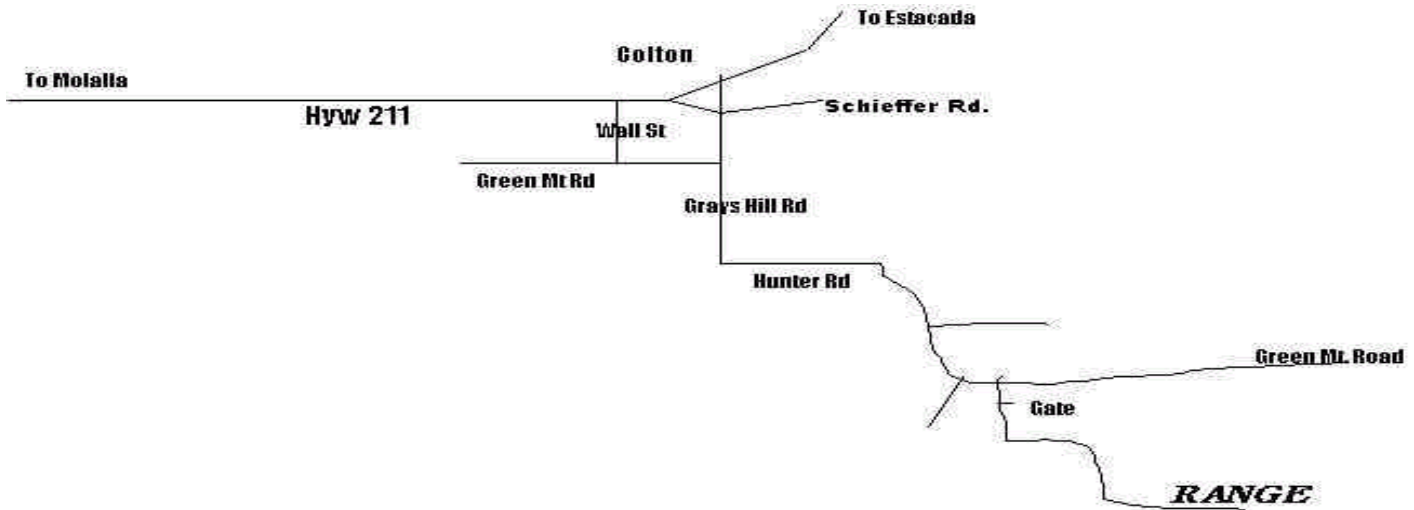 To Estacada
Colton
To Molalla
Hyw 211
Schieffer Rd.
Wall St
Green Mt Rd
Grays Hill Rd
Hunter Rd
Green Mt. Road
Gate
RANGE